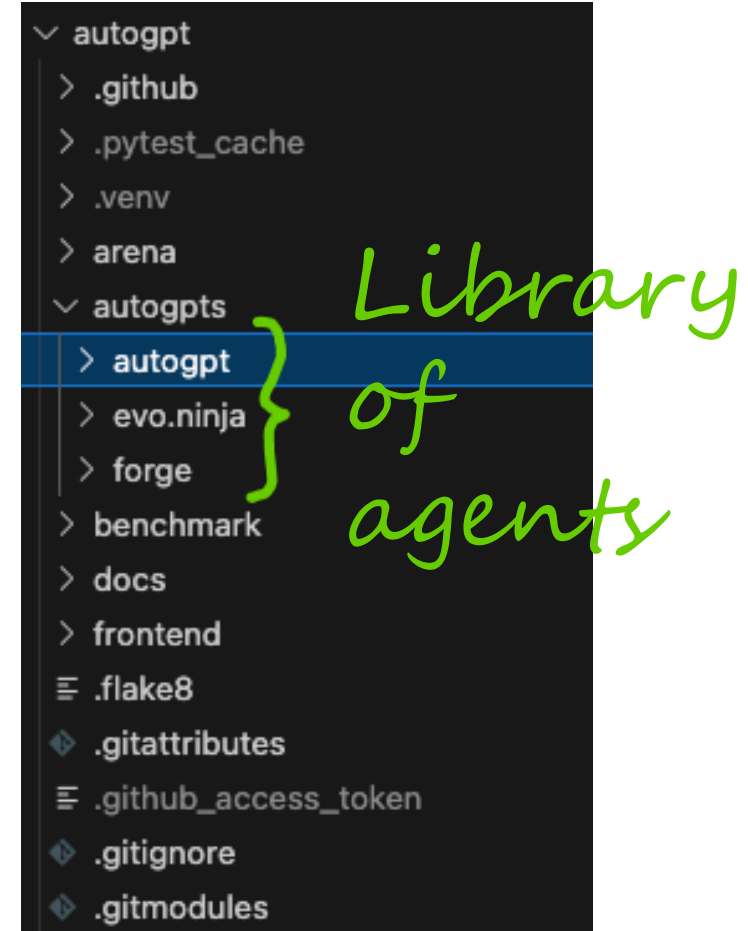 autogpt
.github
.pytest_cache
.venv
arena
autogpts
autogpt
evo.ninja
forge
benchmark
docs
frontend
.flake8
.gitattributes
.github_access_token
.gitignore
.gitmodules
Library
of
agents